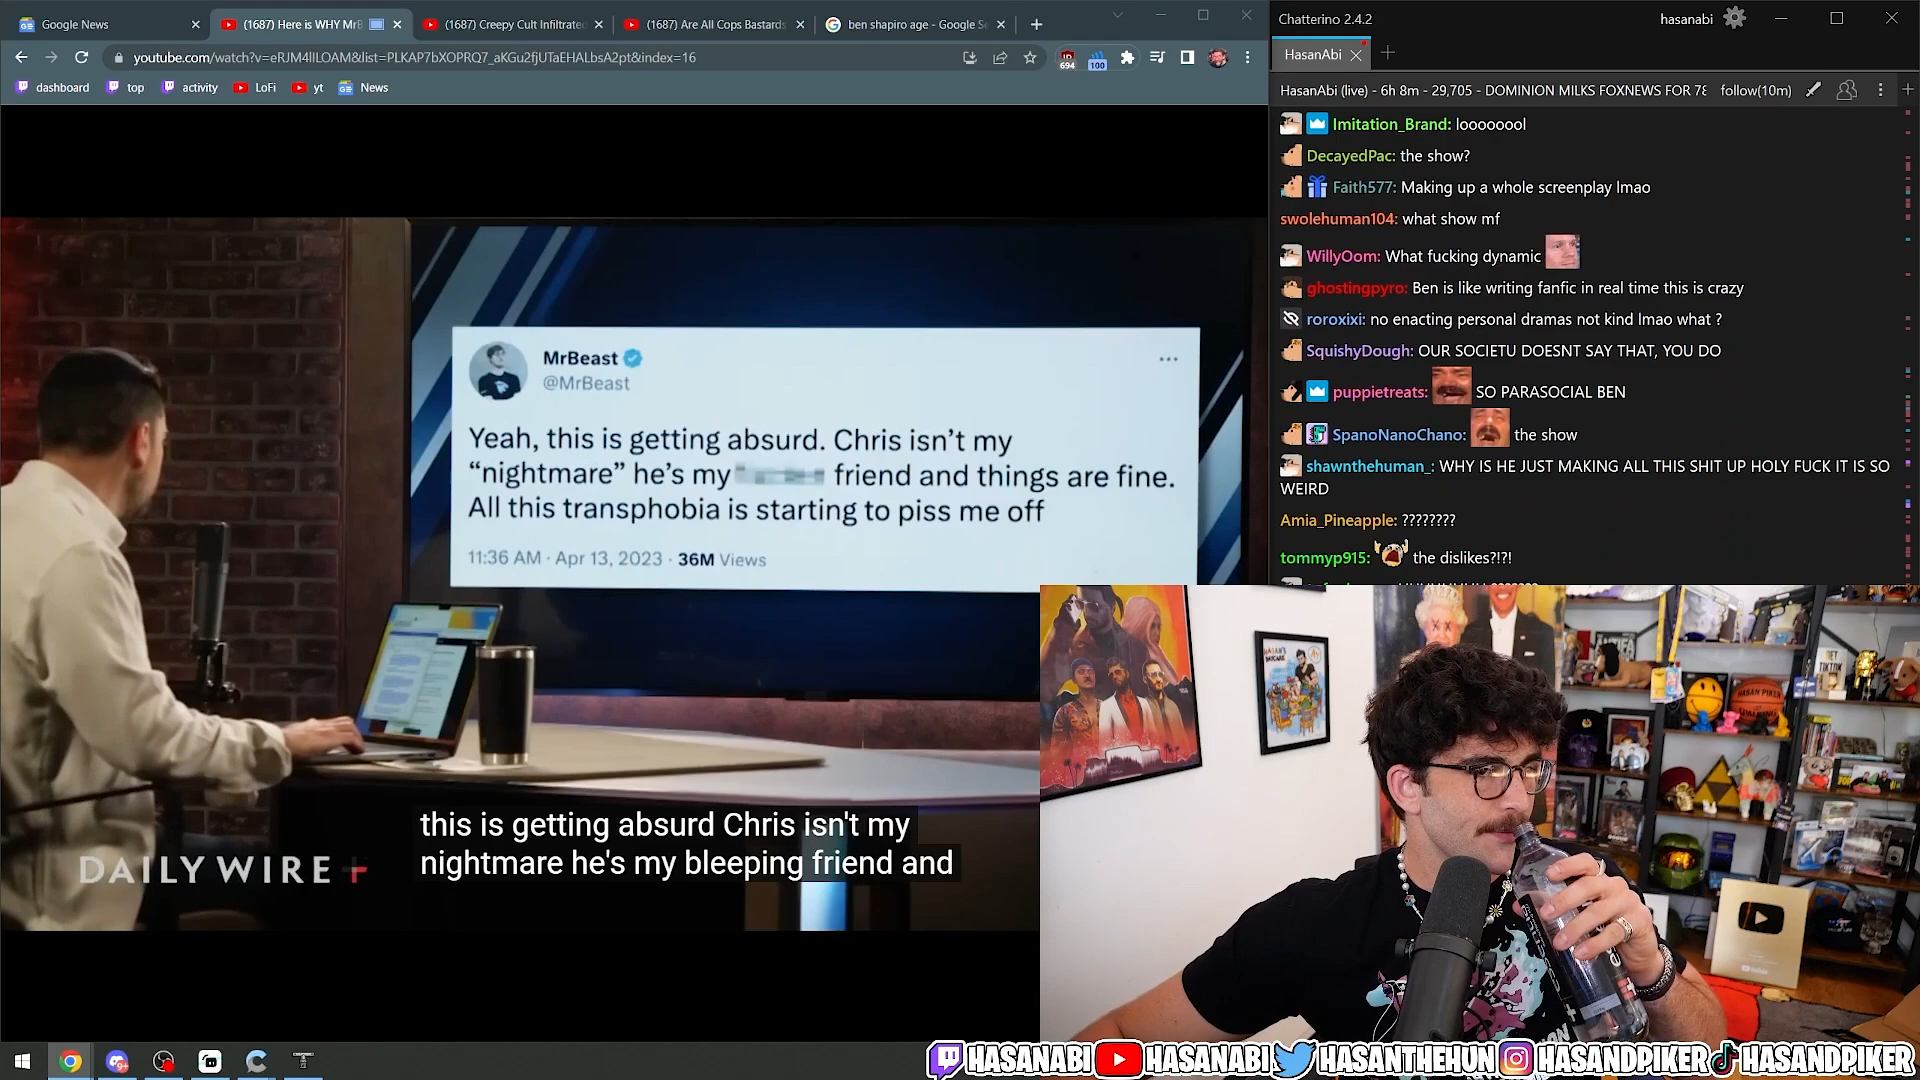 Google News
(1687) Here is WHY MrB
(1687) Creepy Cult Infiltrate
(1687) Are All Cops Bastards
ben shapiro age - Google Se
youtube.com/watch?v=eRJM4lILOAM&list=PLKAP7bXOPRQ7_aKGu2fjUTaEHALbsA2pt&index=16
694
100
dashboard
top
activity
LoFi
yt
News
MrBeast
@MrBeast
Yeah, this is getting absurd. Chris isn't my
"nightmare" he's my friend and things are fine.
All this transphobia is starting to piss me off
11:36 AM · Apr 13, 2023 · 36M Views
this is getting absurd Chris isn't my
nightmare he's my bleeping friend and
DAILY WIRE +
Chatterino 2.4.2
hasanabi
HasanAbi
HasanAbi (live) - 6h 8m - 29,705 - DOMINION MILKS FOXNEWS FOR 78
follow(10m)
Imitation_Brand: looooool
DecayedPac: the show?
Faith577: Making up a whole screenplay lmao
swolehuman104: what show mf
WillyOom: What fucking dynamic
ghostingpyro: Ben is like writing fanfic in real time this is crazy
roroxixi: no enacting personal dramas not kind lmao what ?
SquishyDough: OUR SOCIETU DOESNT SAY THAT, YOU DO
puppietreats: SO PARASOCIAL BEN
SpanoNanoChano: the show
shawnthehuman_: WHY IS HE JUST MAKING ALL THIS SHIT UP HOLY FUCK IT IS SO
WEIRD
Amia_Pineapple: ????????
tommyp915: the dislikes?!?!
HASANABI
HASANABI
HASANTHEHUN
HASANDPIKER
HASANDPIKER